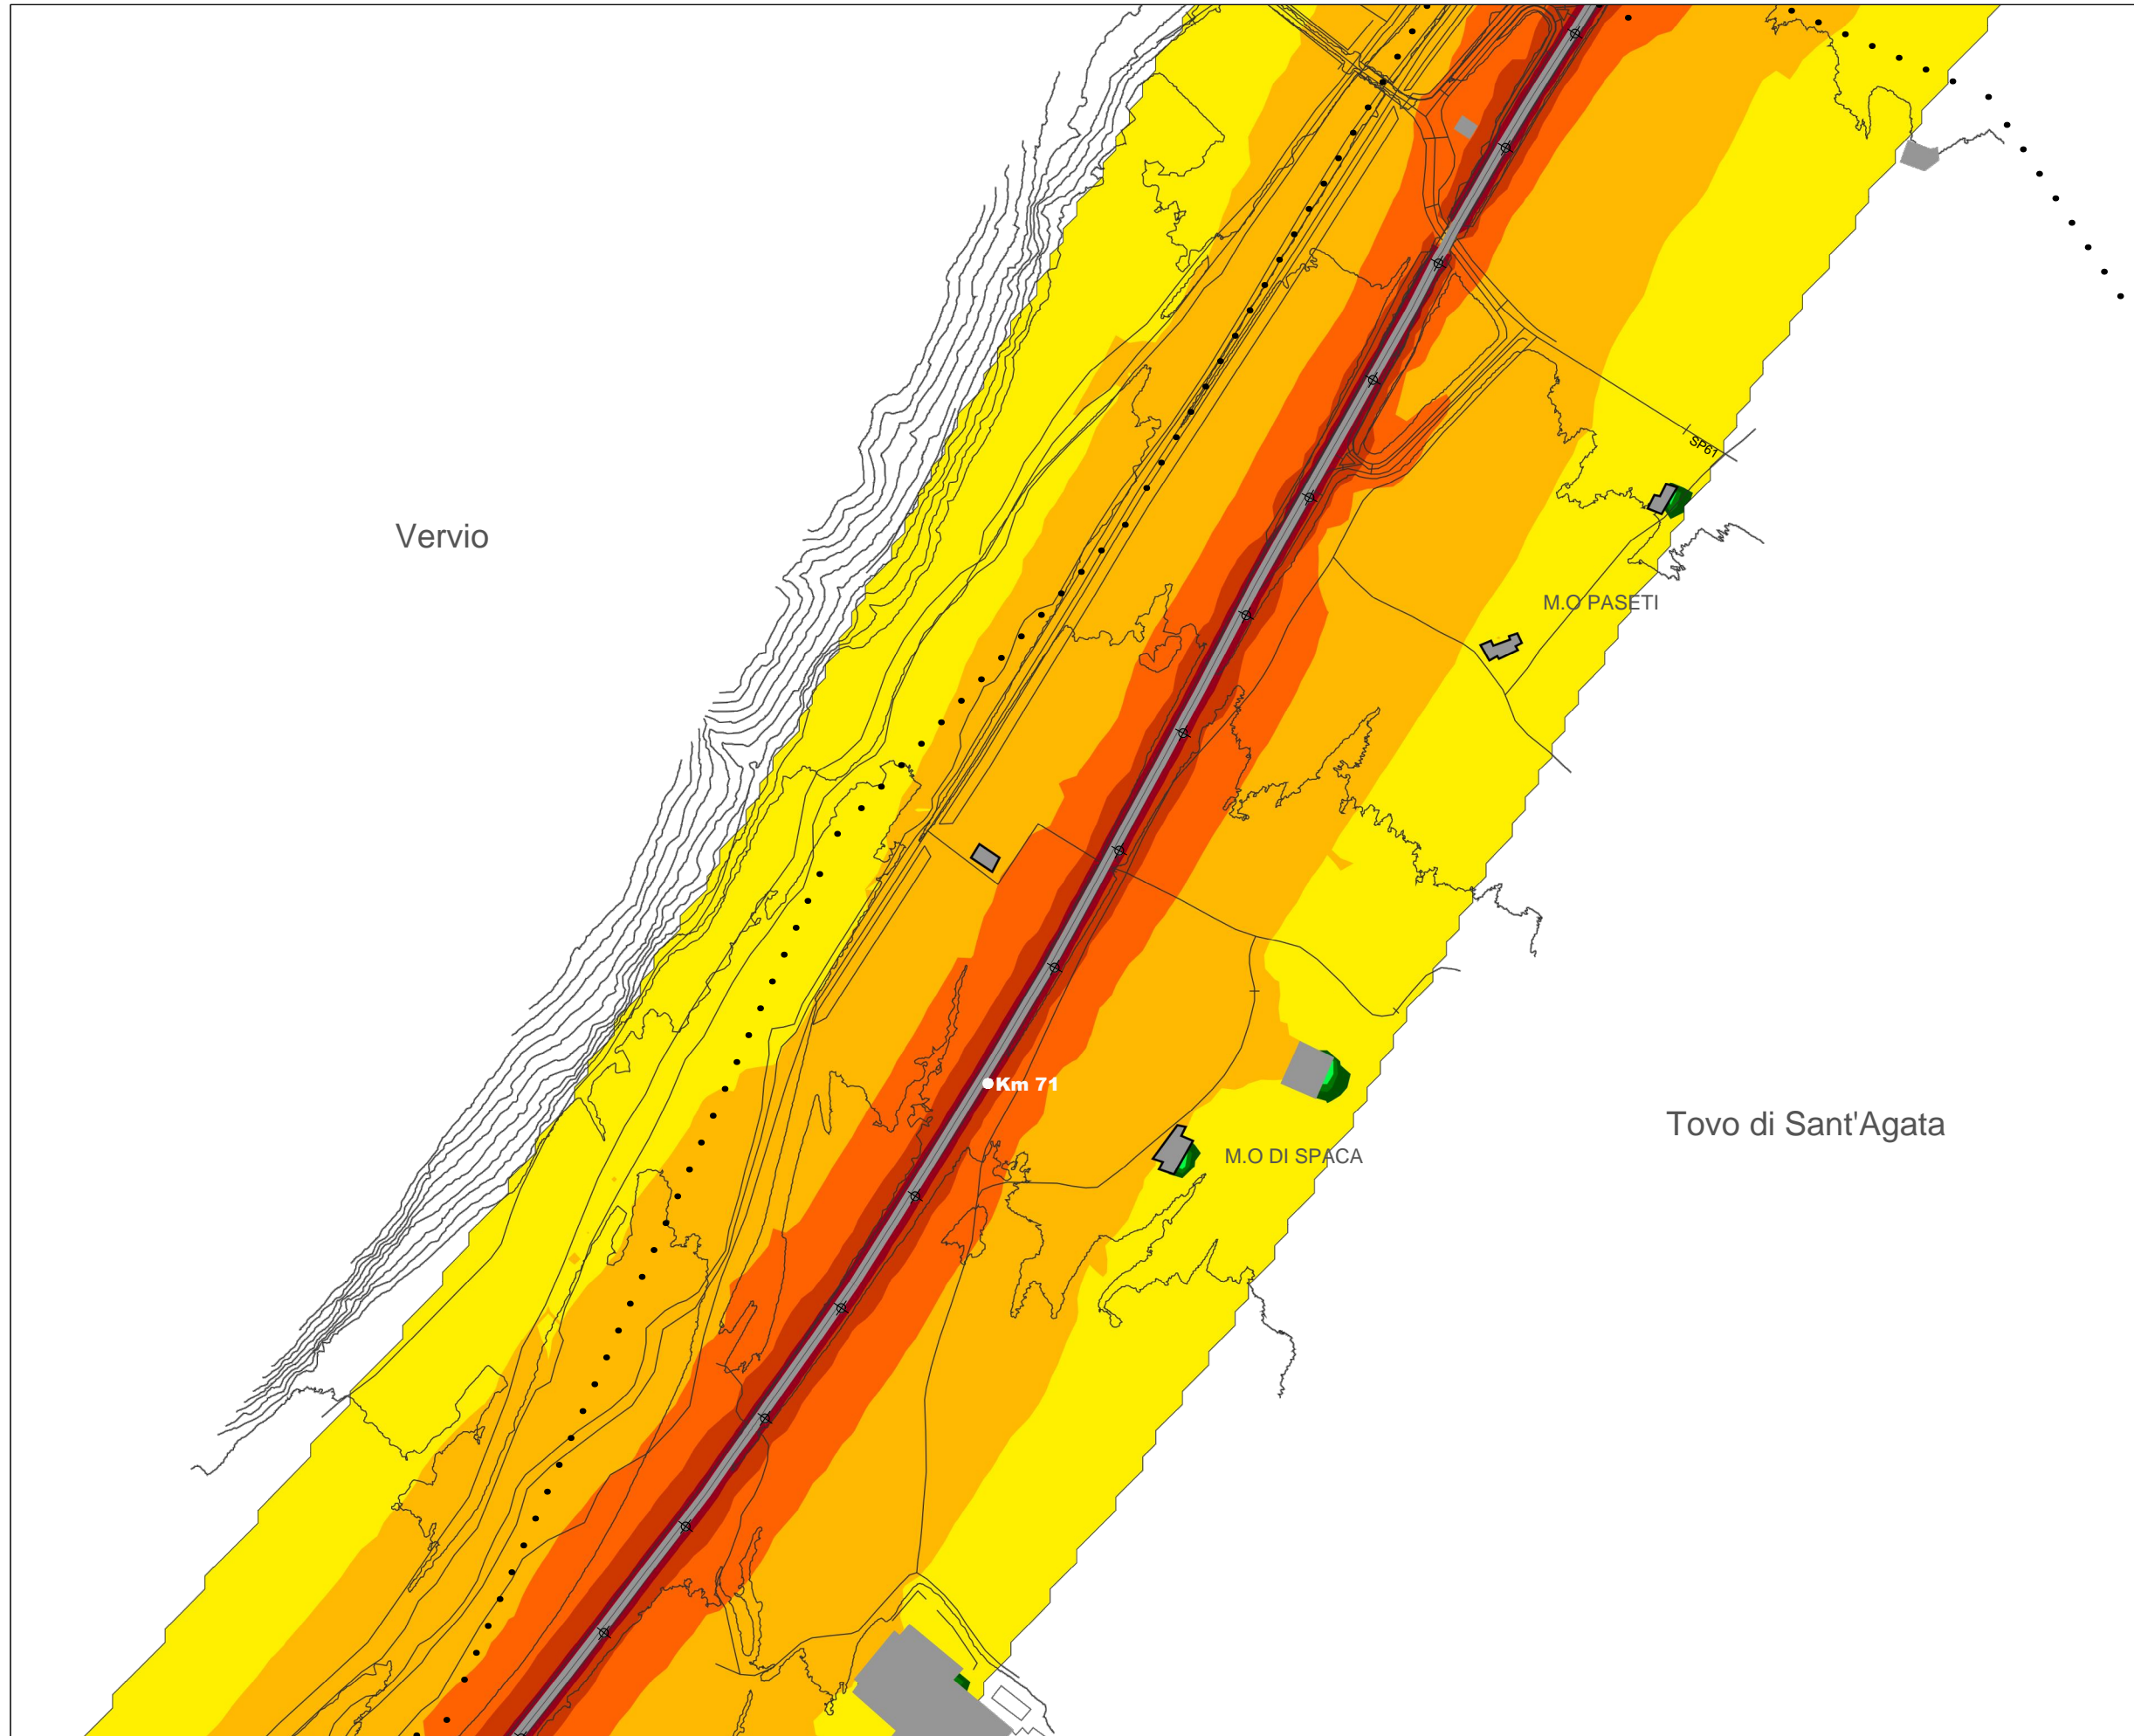 SP61
Vervio
M.O PASETI
Km 71
Tovo di Sant'Agata
M.O DI SPACA